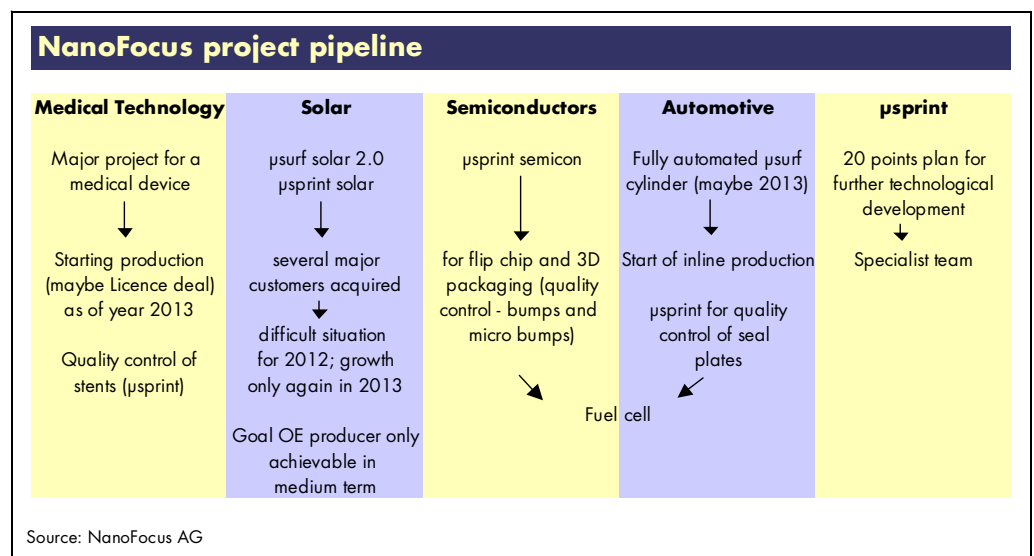 NanoFocus project pipeline
Medical Technology
Major project for a
medical device
Starting production
(maybe Licence deal)
as of year 2013
Quality control of
stents (µsprint)
Solar
µsurf solar 2.0
µsprint solar
several major
customers acquired
difficult situation
for 2012; growth
only again in 2013
Goal OE producer only
achievable in
medium term
Semiconductors
µsprint semicon
for flip chip and 3D
packaging (quality
control - bumps and
micro bumps)
Automotive
Fully automated µsurf
cylinder (maybe 2013)
Start of inline production
µsprint for quality
control of seal
plates
Fuel cell
µsprint
20 points plan for
further technological
development
Specialist team
Source: NanoFocus AG